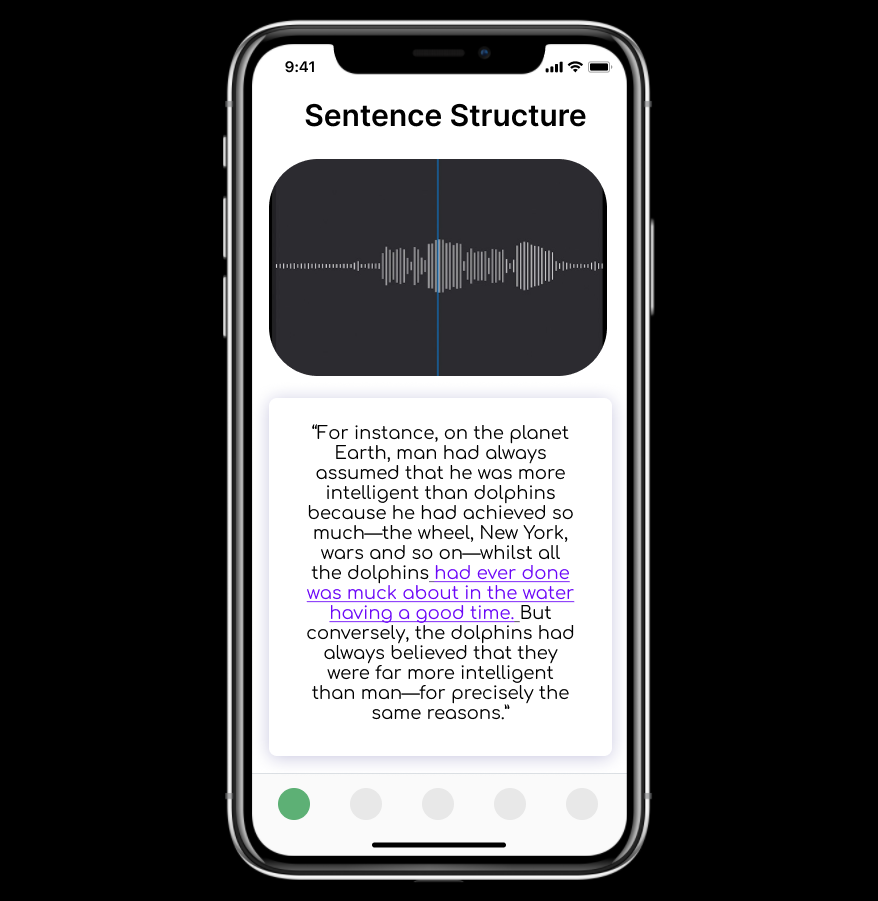 9:41
Sentence Structure
“For instance, on the planet
Earth, man had always
assumed that he was more
intelligent than dolphins
because he had achieved so
much—the wheel, New York,
wars and so on—whilst all
the dolphins had ever done
was muck about in the water
having a good time. But
conversely, the dolphins had
always believed that they
were far more intelligent
than man—for precisely the
same reasons.”